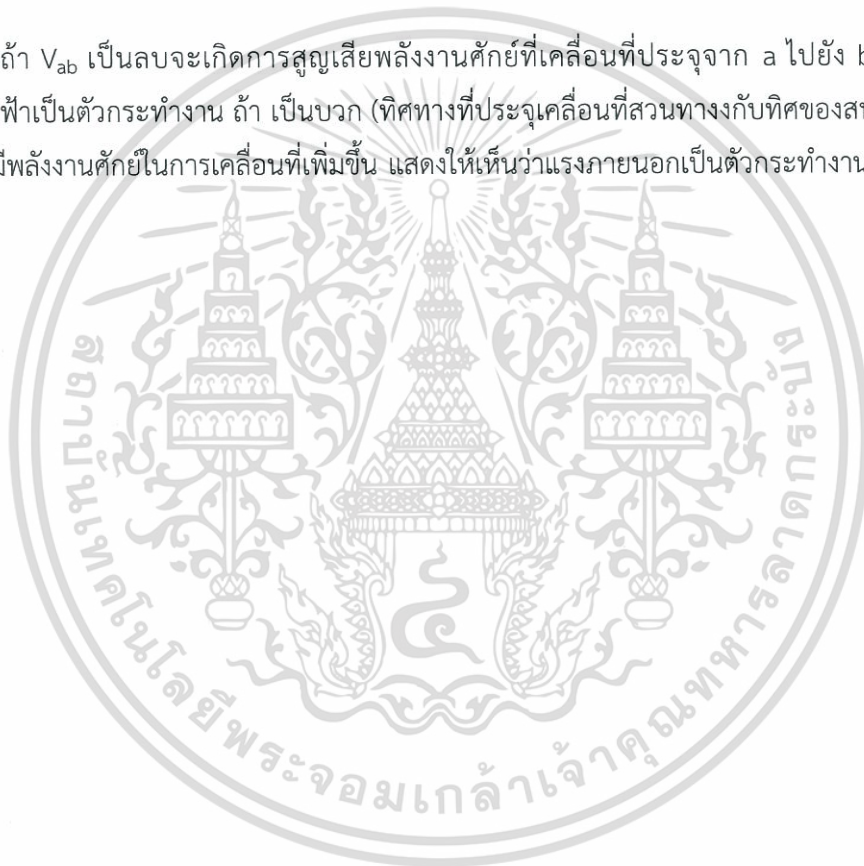 ถ้า Vab เป็นลบจะเกิดการสูญเสียพลังงานศักย์ที่เคลื่อนที่ประจุจาก a ไปยัง b
ฟ้าเป็นตัวกระทำงาน ถ้า เป็นบวก (ทิศทางที่ประจุเคลื่อนที่สวนทางงกับทิศของส
มีพลังงานศักย์ในการเคลื่อนที่เพิ่มขึ้น แสดงให้เห็นว่าแรงภายนอกเป็นตัวกระทำงาน
สถาบันเทคโนโลยีพระจอมเกล้าเจ้าคุณทหารลาดกระบัง
๔